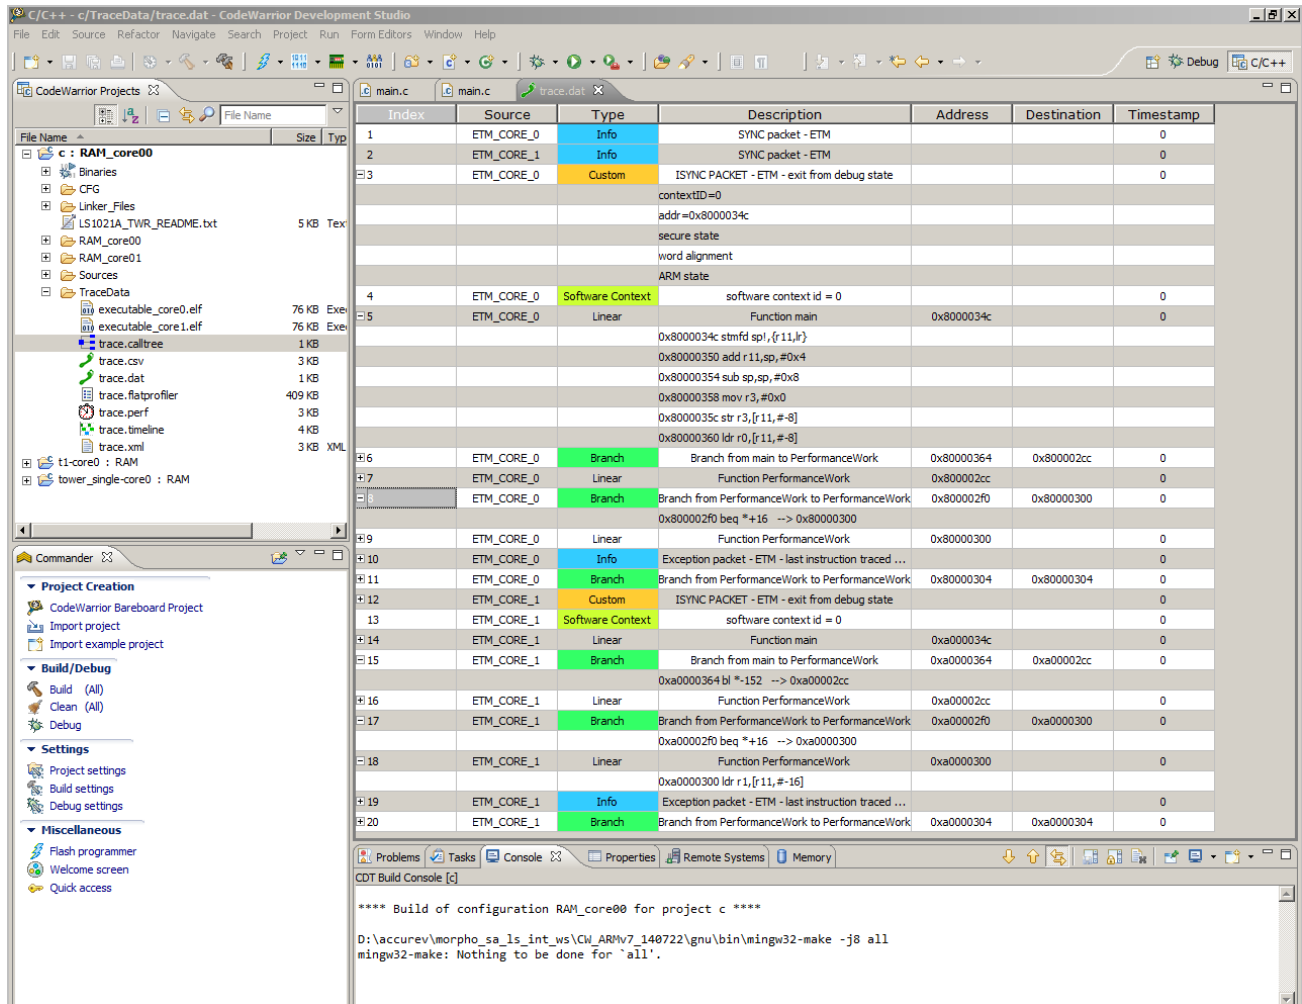 C/C++ - c/TraceData/trace.dat - CodeWarrior Development Studio
File Edit Source Refactor Navigate Search Project Run Form Editors Window Help
Debug C/C++
CodeWarrior Projects
File Name
File Name Size Typ
c : RAM_core00
Binaries
CFG
Linker_Files
LS1021A_TWR_README.txt 5 KB Tex
RAM_core00
RAM_core01
Sources
TraceData
executable_core0.elf 76 KB Exe
executable_core1.elf 76 KB Exe
trace.calltree 1 KB
trace.csv 3 KB
trace.dat 1 KB
trace.flatprofiler 409 KB
trace.perf 3 KB
trace.timeline 4 KB
trace.xml 3 KB XML
t1-core0 : RAM
tower_single-core0 : RAM
Commander
Project Creation
CodeWarrior Bareboard Project
Import project
Import example project
Build/Debug
Build (All)
Clean (All)
Debug
Settings
Project settings
Build settings
Debug settings
Miscellaneous
Flash programmer
Welcome screen
Quick access
main.c main.c trace.dat
Index Source Type Description Address Destination Timestamp
1 ETM_CORE_0 Info SYNC packet - ETM 0
2 ETM_CORE_1 Info SYNC packet - ETM 0
3 ETM_CORE_0 Custom ISYNC PACKET - ETM - exit from debug state 0
contextID=0
addr=0x8000034c
secure state
word alignment
ARM state
4 ETM_CORE_0 Software Context software context id = 0 0
5 ETM_CORE_0 Linear Function main 0x8000034c 0
0x8000034c stmfd sp!,{r11,lr}
0x80000350 add r11,sp,#0x4
0x80000354 sub sp,sp,#0x8
0x80000358 mov r3,#0x0
0x8000035c str r3,[r11,#-8]
0x80000360 ldr r0,[r11,#-8]
6 ETM_CORE_0 Branch Branch from main to PerformanceWork 0x80000364 0x800002cc 0
7 ETM_CORE_0 Linear Function PerformanceWork 0x800002cc 0
8 ETM_CORE_0 Branch Branch from PerformanceWork to PerformanceWork 0x800002f0 0x80000300 0
0x800002f0 beq *+16 --> 0x80000300
9 ETM_CORE_0 Linear Function PerformanceWork 0x80000300 0
10 ETM_CORE_0 Info Exception packet - ETM - last instruction traced ... 0
11 ETM_CORE_0 Branch Branch from PerformanceWork to PerformanceWork 0x80000304 0x80000304 0
12 ETM_CORE_1 Custom ISYNC PACKET - ETM - exit from debug state 0
13 ETM_CORE_1 Software Context software context id = 0 0
14 ETM_CORE_1 Linear Function main 0xa000034c 0
15 ETM_CORE_1 Branch Branch from main to PerformanceWork 0xa0000364 0xa00002cc 0
0xa0000364 bl *-152 --> 0xa00002cc
16 ETM_CORE_1 Linear Function PerformanceWork 0xa00002cc 0
17 ETM_CORE_1 Branch Branch from PerformanceWork to PerformanceWork 0xa00002f0 0xa0000300 0
0xa00002f0 beq *+16 --> 0xa0000300
18 ETM_CORE_1 Linear Function PerformanceWork 0xa0000300 0
0xa0000300 ldr r1,[r11,#-16]
19 ETM_CORE_1 Info Exception packet - ETM - last instruction traced ... 0
20 ETM_CORE_1 Branch Branch from PerformanceWork to PerformanceWork 0xa0000304 0xa0000304 0
Problems Tasks Console Properties Remote Systems Memory
CDT Build Console [c]
**** Build of configuration RAM_core00 for project c ****
D:\accurev\morpho_sa_ls_int_ws\CW_ARMv7_140722\gnu\bin\mingw32-make -j8 all
mingw32-make: Nothing to be done for `all'.